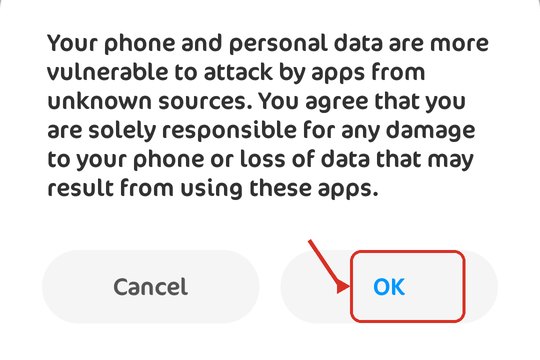 Your phone and personal data are more
vulnerable to attack by apps from
unknown sources. You agree that you
are solely responsible for any damage
to your phone or loss of data that may
result from using these apps.
Cancel
OK